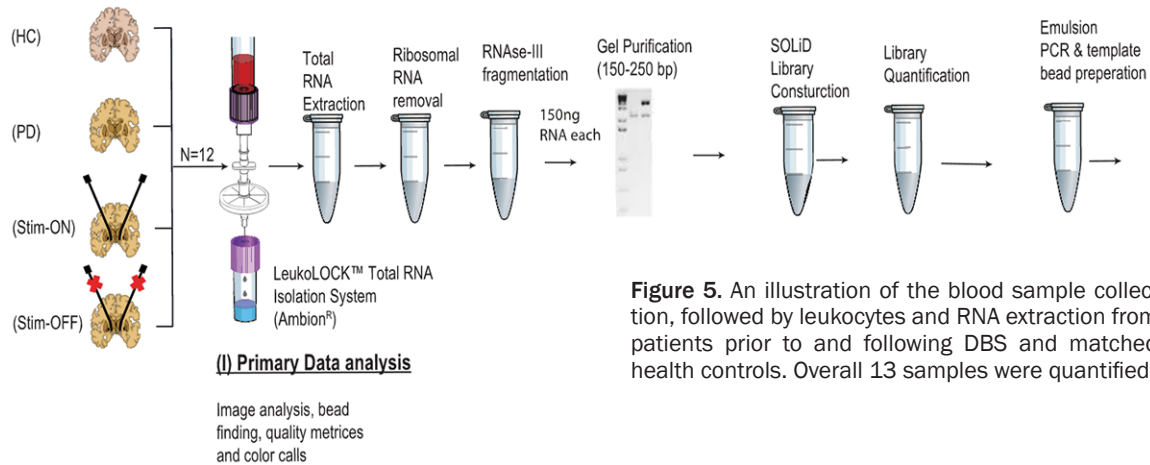 (HC)
(PD)
(Stim-ON)
(Stim-OFF)
N=12
LeukoLOCK™ Total RNA
Isolation System
(Ambionᴿ)
Total
RNA
Extraction
Ribosomal
RNA
removal
RNAse-III
fragmentation
150ng
RNA each
Gel Purification
(150-250 bp)
SOLiD
Library
Consturction
Library
Quantification
Emulsion
PCR & template
bead preperation
(I) Primary Data analysis
Image analysis, bead
finding, quality metrices
and color calls
Figure 5. An illustration of the blood sample collec
tion, followed by leukocytes and RNA extraction from
patients prior to and following DBS and matched
health controls. Overall 13 samples were quantified